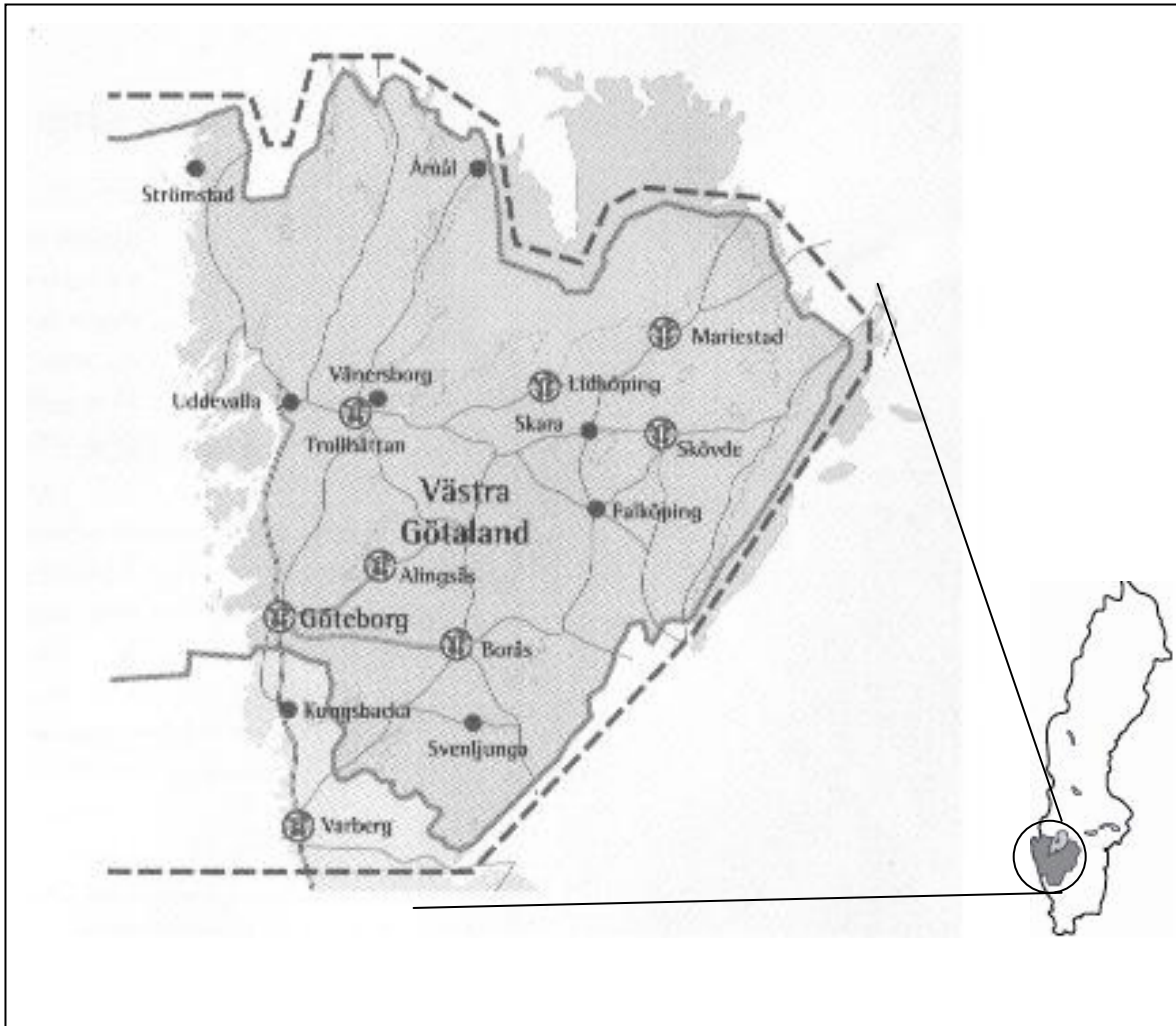 Åmål
Strömstad
Mariestad
Vänersborg
Lidköping
Uddevalla
Skara
Trollhättan
Skövde
Västra
Götaland
Falköping
Alingsås
Göteborg
Borås
Kungsbacka
Svenljunga
Varberg